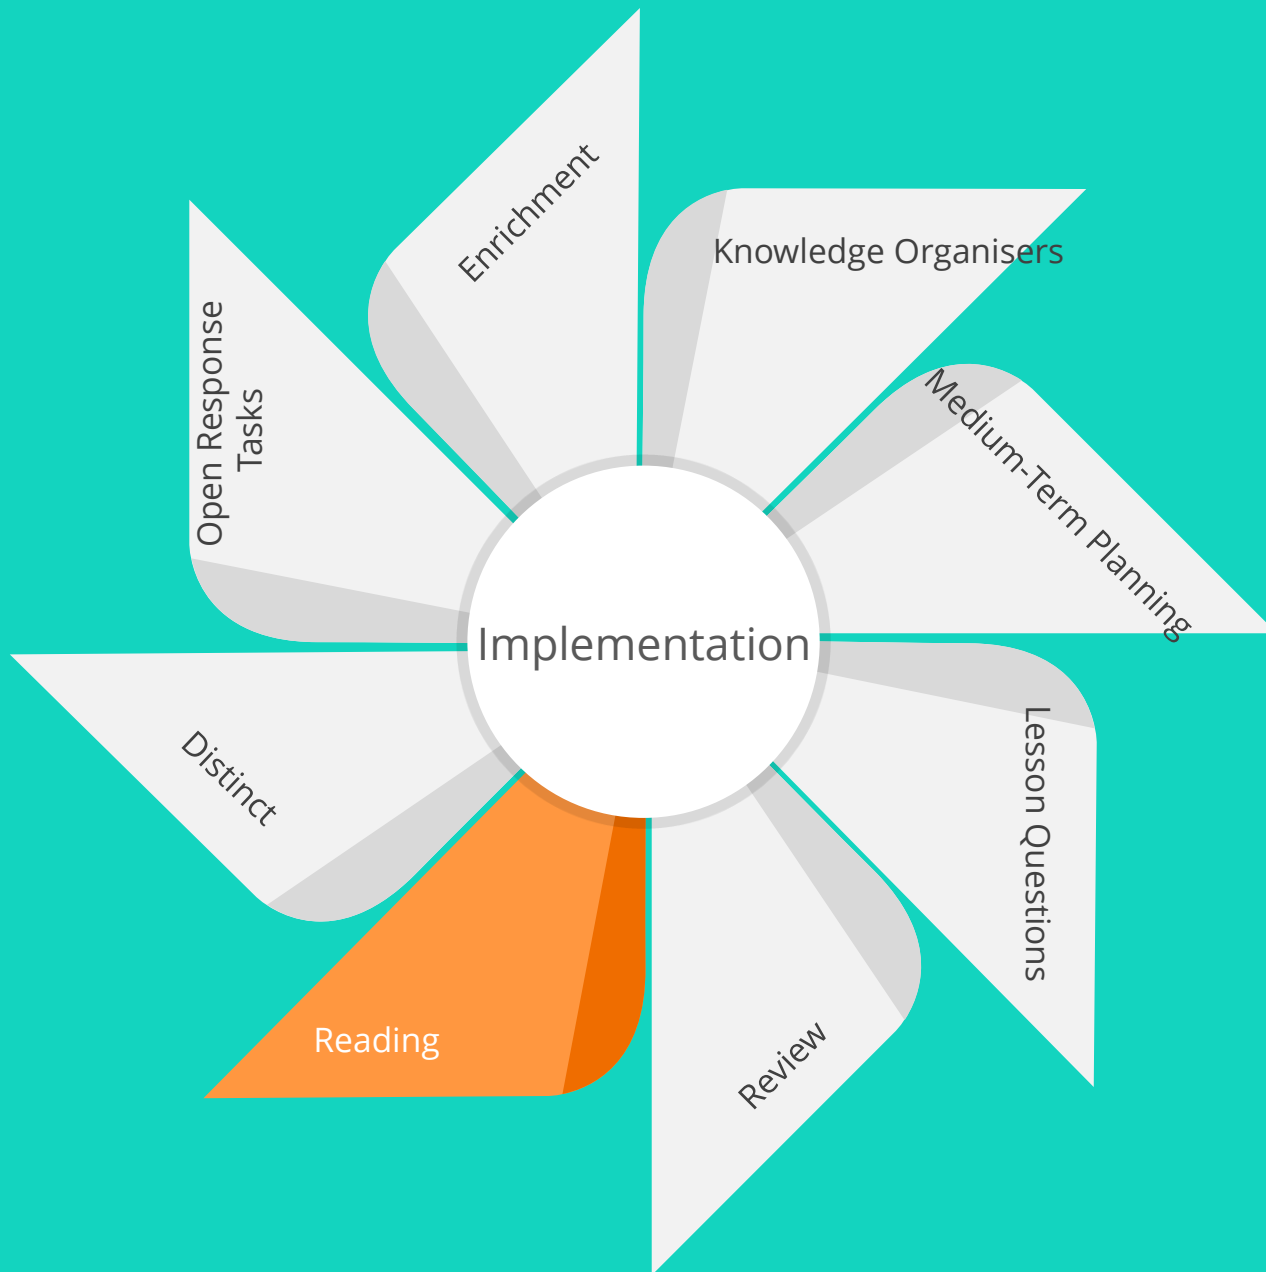 Enrichment
Knowledge Organisers
Medium-Term Planning
Lesson Questions
Review
Reading
Distinct
Open Response
Tasks
Implementation